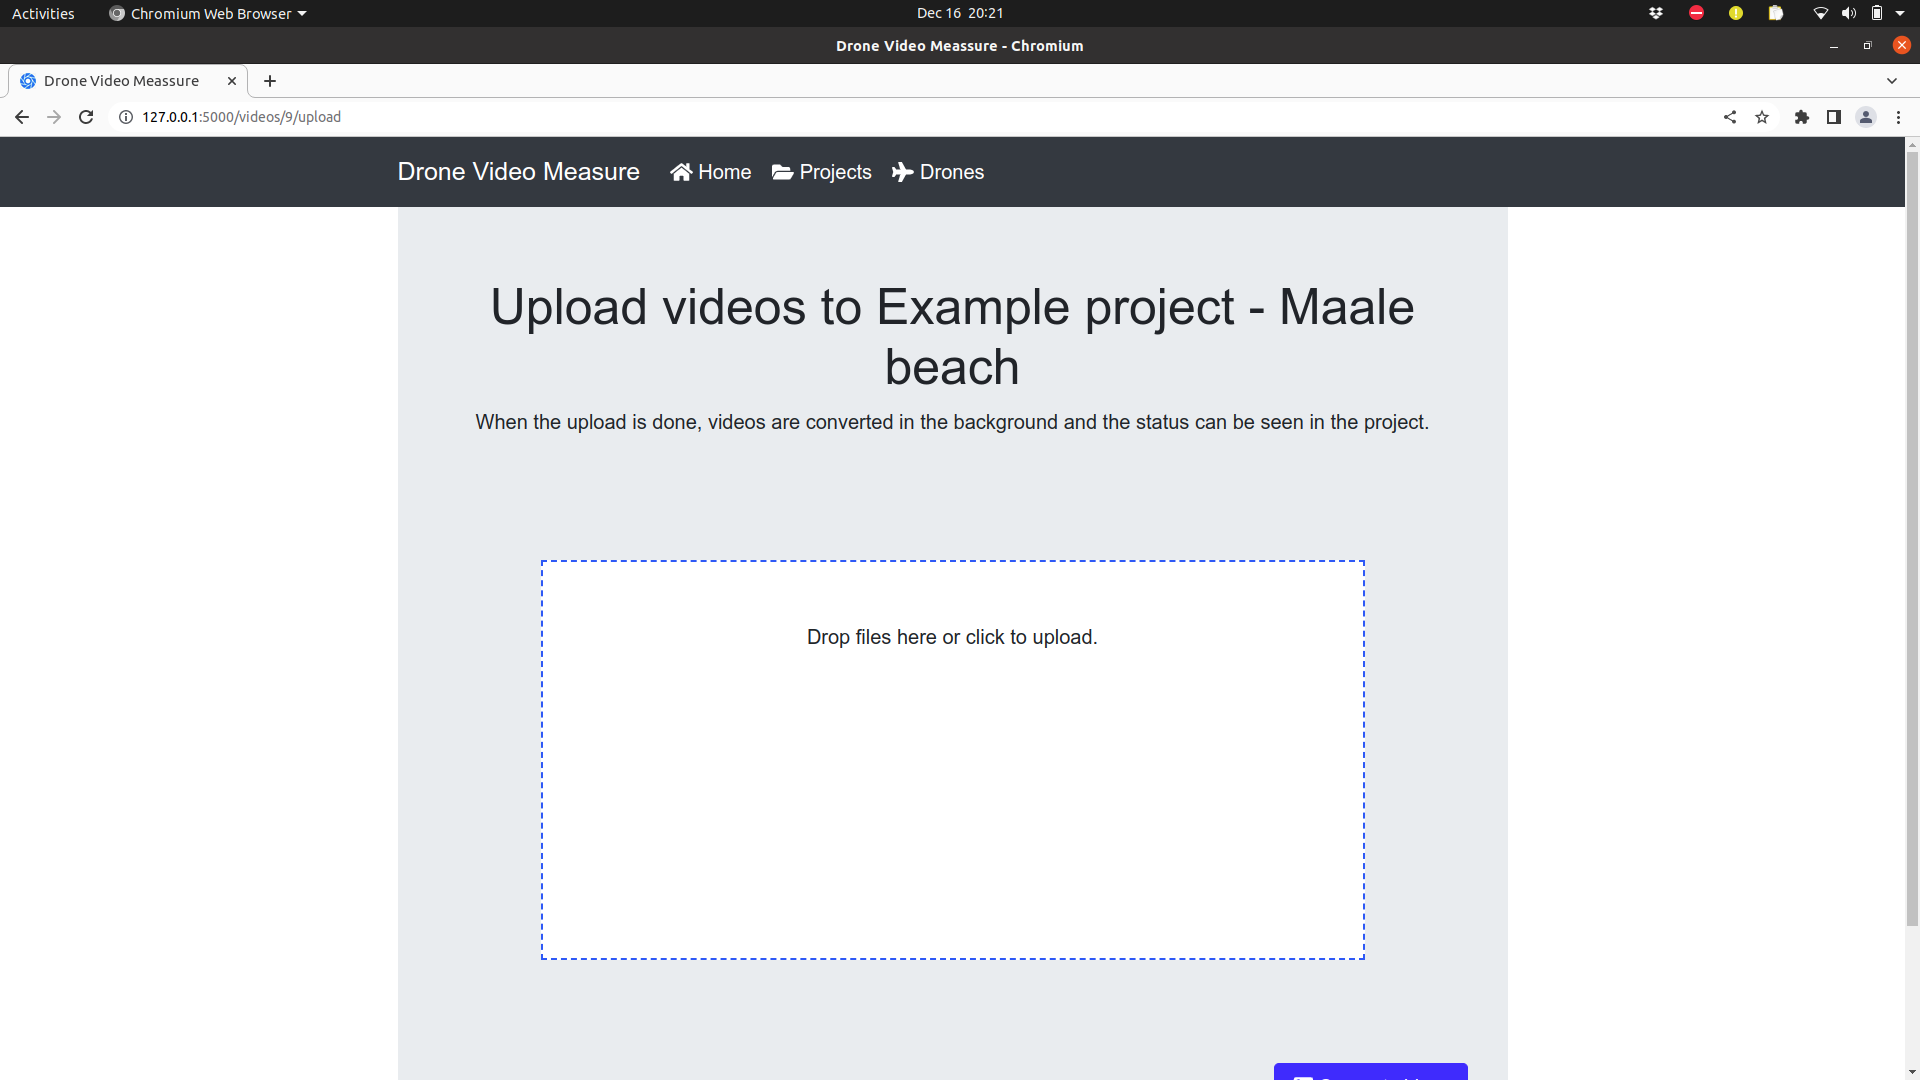 Activities
Chromium Web Browser
Dec 16 20:21
Drone Video Meassure - Chromium
Drone Video Meassure
127.0.0.1:5000/videos/9/upload
Drone Video Measure
Home
Projects
Drones
Upload videos to Example project - Maale
beach
When the upload is done, videos are converted in the background and the status can be seen in the project.
Drop files here or click to upload.